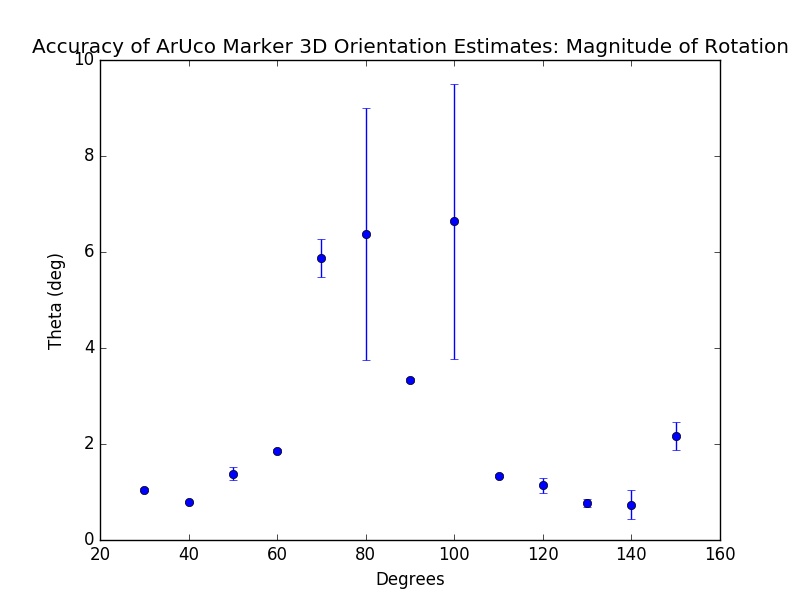 Accuracy of ArUco Marker 3D Orientation Estimates: Magnitude of Rotation
10
8
6
4
2
0
Theta (deg)
20 40 60 80 100 120 140 160
Degrees